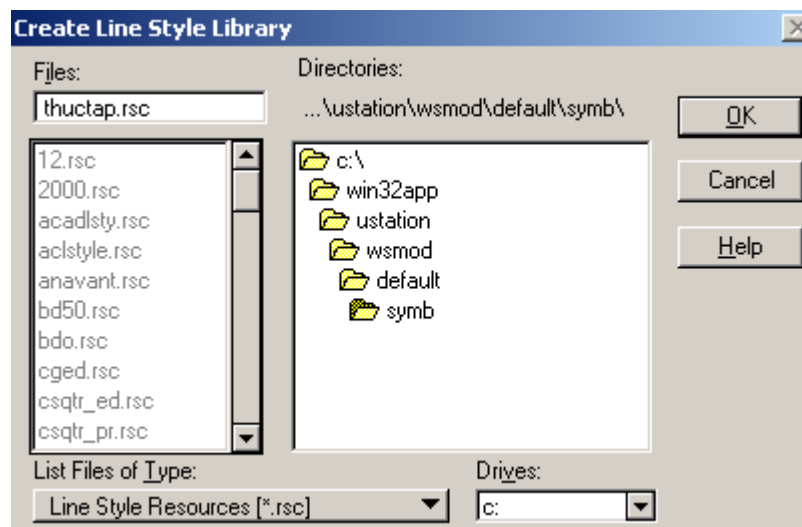 Create Line Style Library
Files:
thuctap.rsc
12.rsc
2000.rsc
acadlsty.rsc
aclstyle.rsc
anavant.rsc
bd50.rsc
bdo.rsc
cged.rsc
csqtr_ed.rsc
csqtr_pr.rsc
List Files of Type:
Line Style Resources [*.rsc]
Directories:
...\ustation\wsmod\default\symb\
c:\
win32app
ustation
wsmod
default
symb
Drives:
c:
OK
Cancel
Help